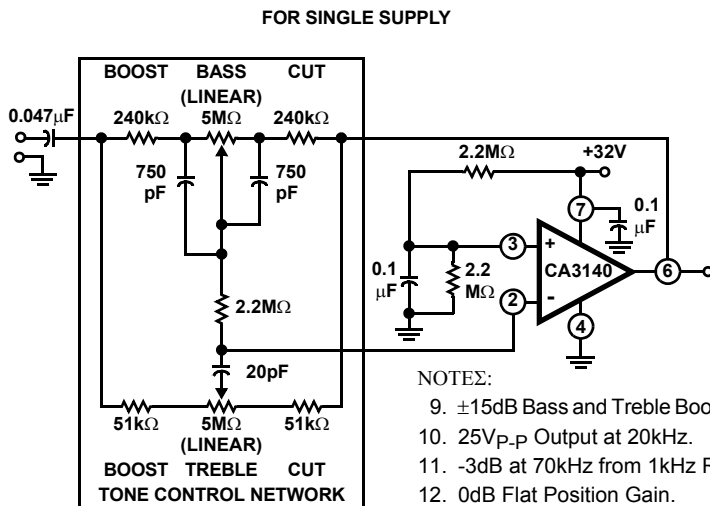 FOR SINGLE SUPPLY
BOOST BASS CUT
(LINEAR)
0.047μF
240kΩ 5MΩ 240kΩ
750 pF
750 pF
2.2MΩ
+32V
7
0.1 μF
3
+
CA3140
6
0.1 μF
2.2 MΩ
2
-
4
2.2MΩ
20pF
51kΩ 5MΩ 51kΩ
(LINEAR)
BOOST TREBLE CUT
TONE CONTROL NETWORK
NOTEΣ:
9. ±15dB Bass and Treble Boo
10. 25VP-P Output at 20kHz.
11. -3dB at 70kHz from 1kHz
12. 0dB Flat Position Gain.